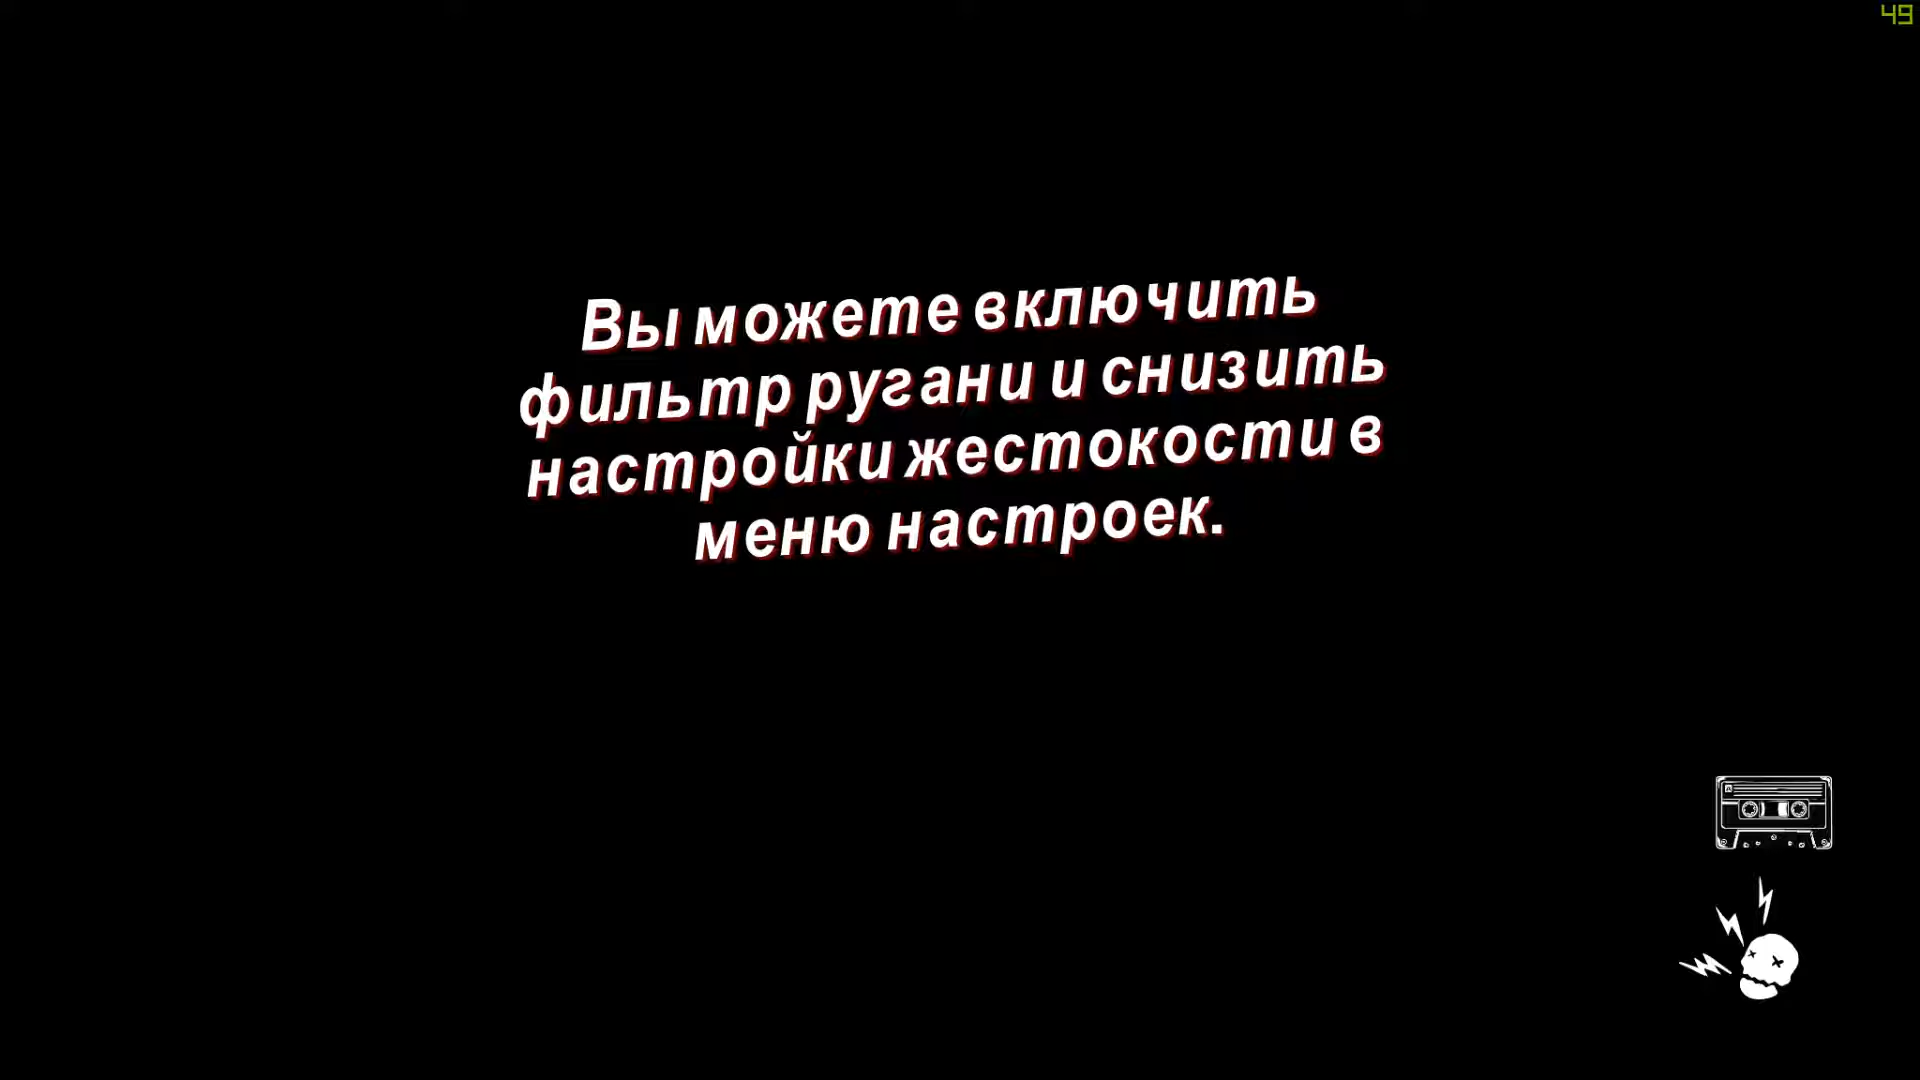 49
Вы можете включить
фильтр ругани и снизить
настройки жестокости в
меню настроек.